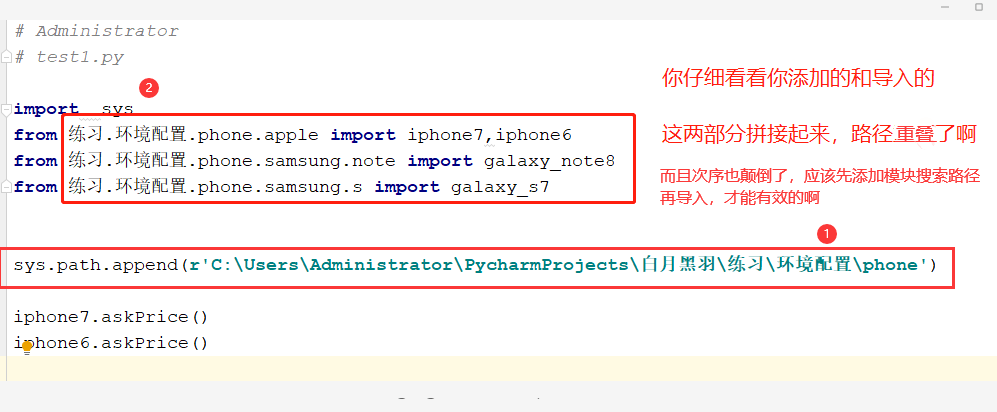 # Administrator
# test1.py
2
import sys
from 练习.环境配置.phone.apple import iphone7,iphone6
from 练习.环境配置.phone.samsung.note import galaxy_note8
from 练习.环境配置.phone.samsung.s import galaxy_s7
你仔细看看你添加的和导入的
这两部分拼接起来，路径重叠了啊
而且次序也颠倒了，应该先添加模块搜索路径
再导入，才能有效的啊
1
sys.path.append(r'C:\Users\Administrator\PycharmProjects\白月黑羽\练习\环境配置\phone')
iphone7.askPrice()
iphone6.askPrice()